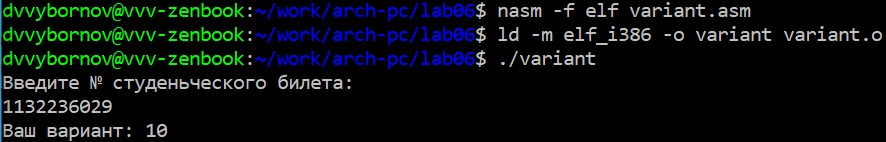 dvvybornov@vvv-zenbook:~/work/arch-pc/lab06$ nasm -f elf variant.asm
dvvybornov@vvv-zenbook:~/work/arch-pc/lab06$ ld -m elf_i386 -o variant variant.o
dvvybornov@vvv-zenbook:~/work/arch-pc/lab06$ ./variant
Введите № студеньческого билета:
1132236029
Ваш вариант: 10